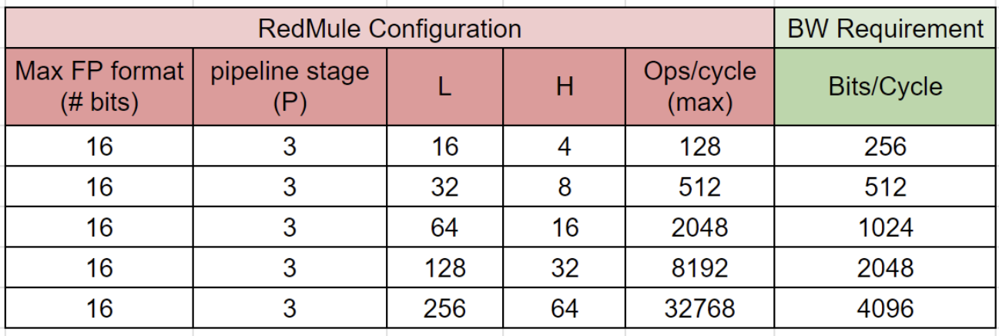 RedMule Configuration BW Requirement
Max FP format (# bits) pipeline stage (P) L H Ops/cycle (max) Bits/Cycle
16 3 16 4 128 256
16 3 32 8 512 512
16 3 64 16 2048 1024
16 3 128 32 8192 2048
16 3 256 64 32768 4096